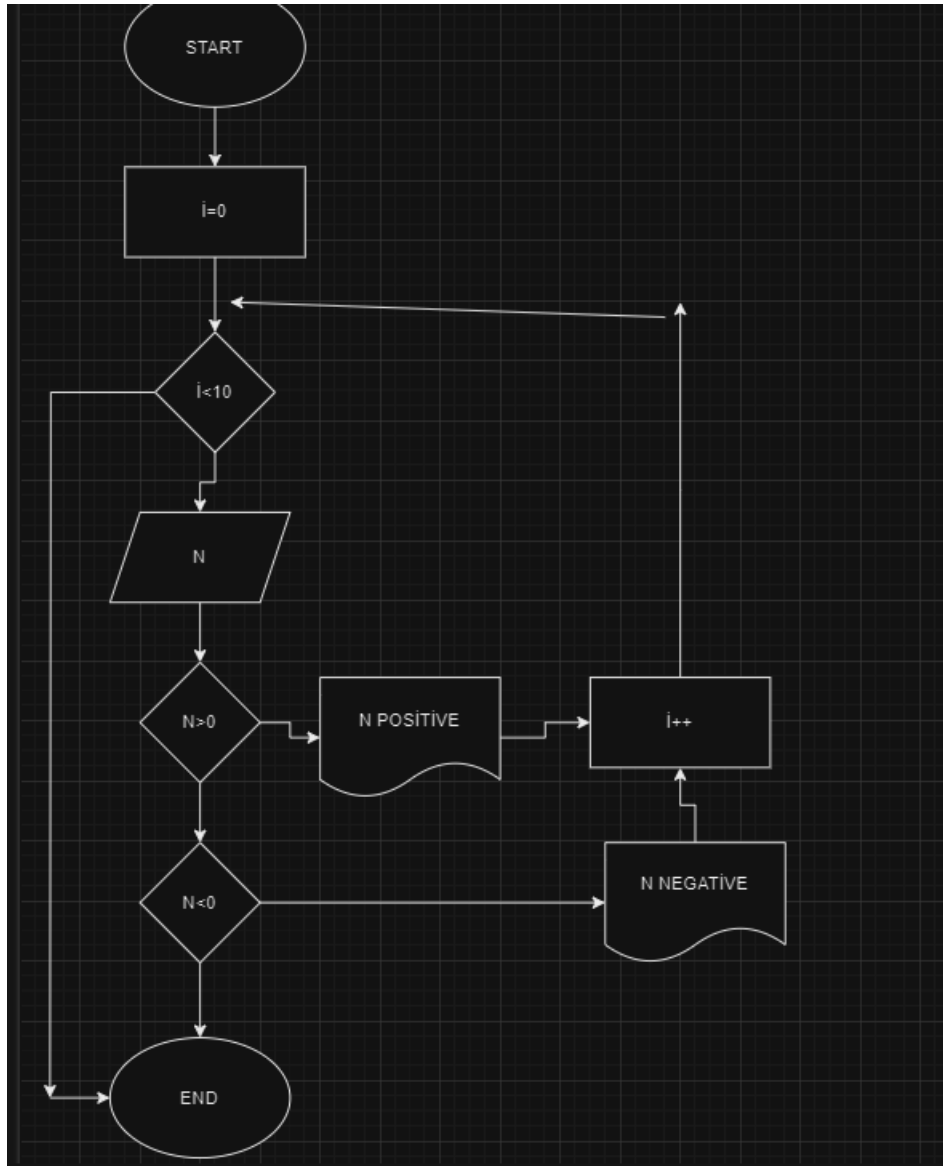 START
İ=0
İ<10
N
N>0
N POSİTİVE
İ++
N<0
N NEGATİVE
END